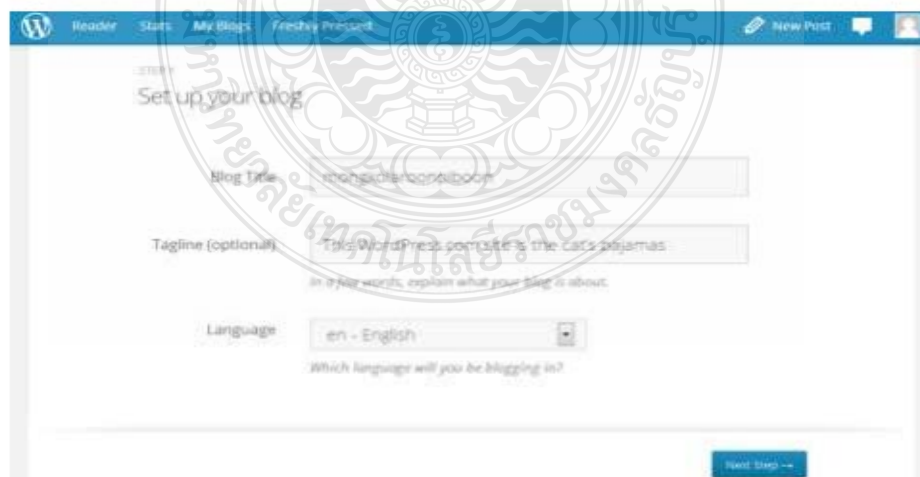 Reader Stats My Blogs Freshly Pressed New Post
STEP 1
Set up your blog
Blog Title
Tagline (optional) This WordPress.com site is the cat's pajamas
In a few words, explain what your blog is about.
Language en - English
Which language will you be blogging in?
Next Step →